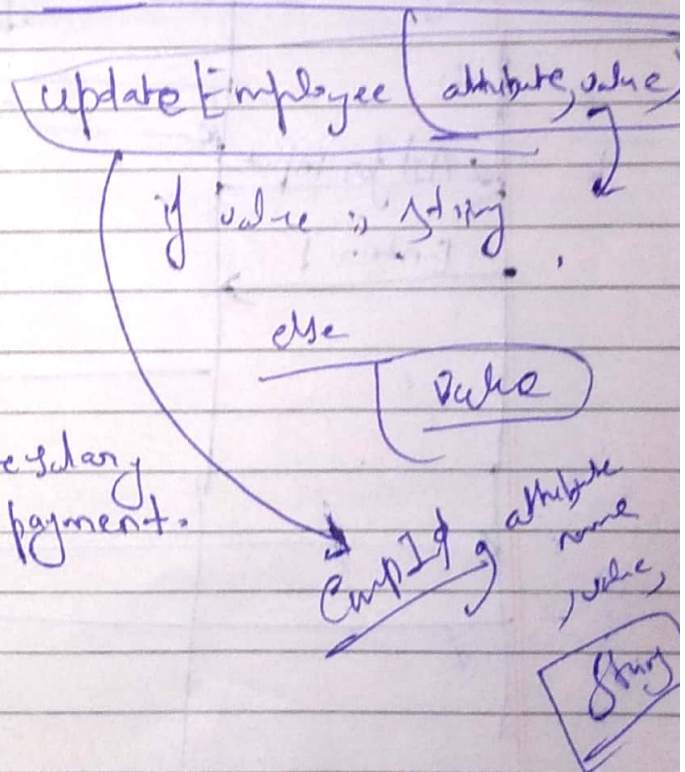 updateEmployee (attribute, value)
if value is string
else
value
e salary
payment.
EmpId, attribute
name
, value,
String